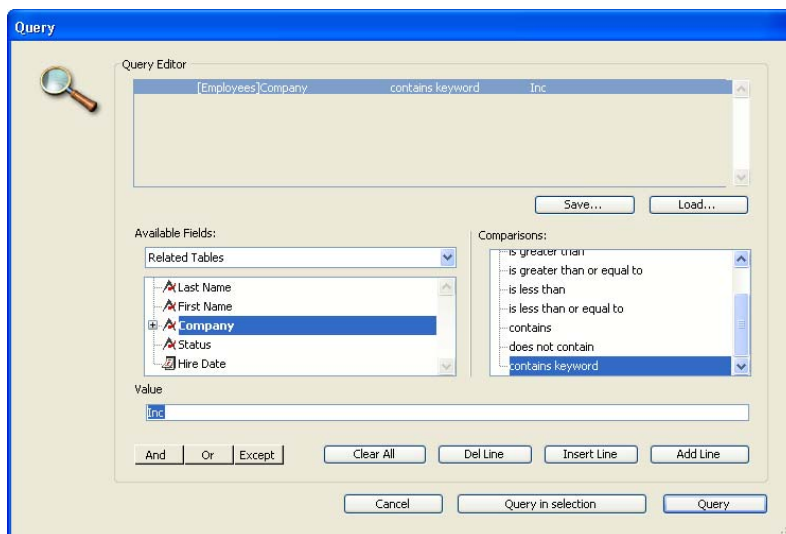 Query
Query Editor
[Employees]Company contains keyword Inc
Save... Load...
Available Fields: Comparisons:
Related Tables
is greater than
is greater than or equal to
is less than
is less than or equal to
contains
does not contain
contains keyword
Last Name
First Name
Company
Status
Hire Date
Value
Inc
And Or Except Clear All Del Line Insert Line Add Line
Cancel Query in selection Query